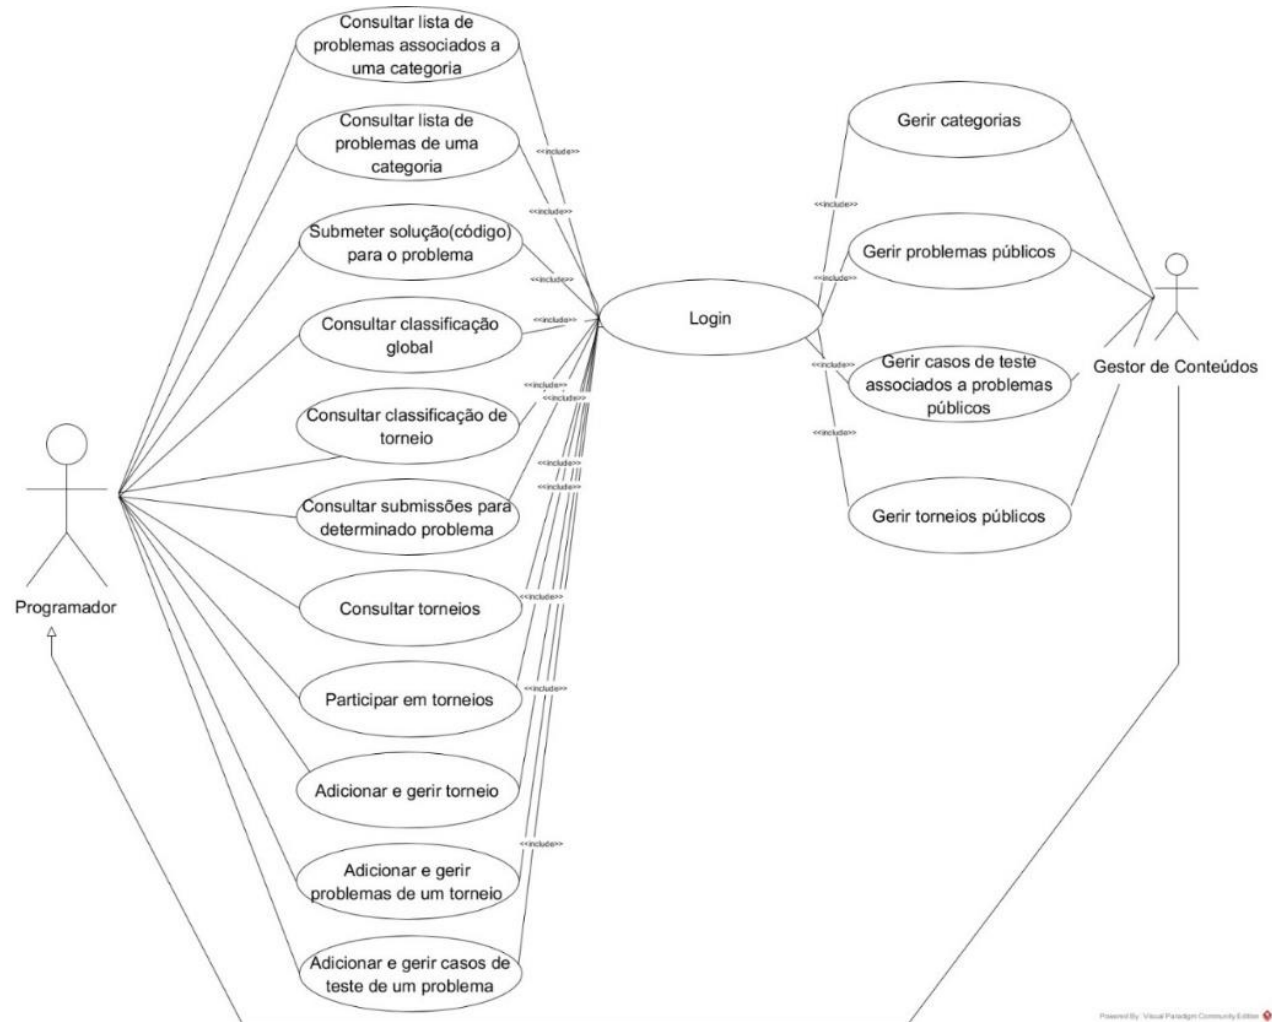 Consultar lista de
problemas associados a
uma categoria
Consultar lista de
problemas de uma
categoria
Submeter solução(código)
para o problema
Consultar classificação
global
Consultar classificação de
torneio
Consultar submissões para
determinado problema
Consultar torneios
Participar em torneios
Adicionar e gerir torneio
Adicionar e gerir
problemas de um torneio
Adicionar e gerir casos de
teste de um problema
Programador
<<include>>
<<include>>
<<include>>
<<include>>
<<include>>
<<include>>
<<include>>
<<include>>
<<include>>
<<include>>
<<include>>
Login
<<include>>
<<include>>
<<include>>
<<include>>
Gerir categorias
Gerir problemas públicos
Gerir casos de teste
associados a problemas
públicos
Gerir torneios públicos
Gestor de Conteúdos
Powered By: Visual Paradigm Community Edition